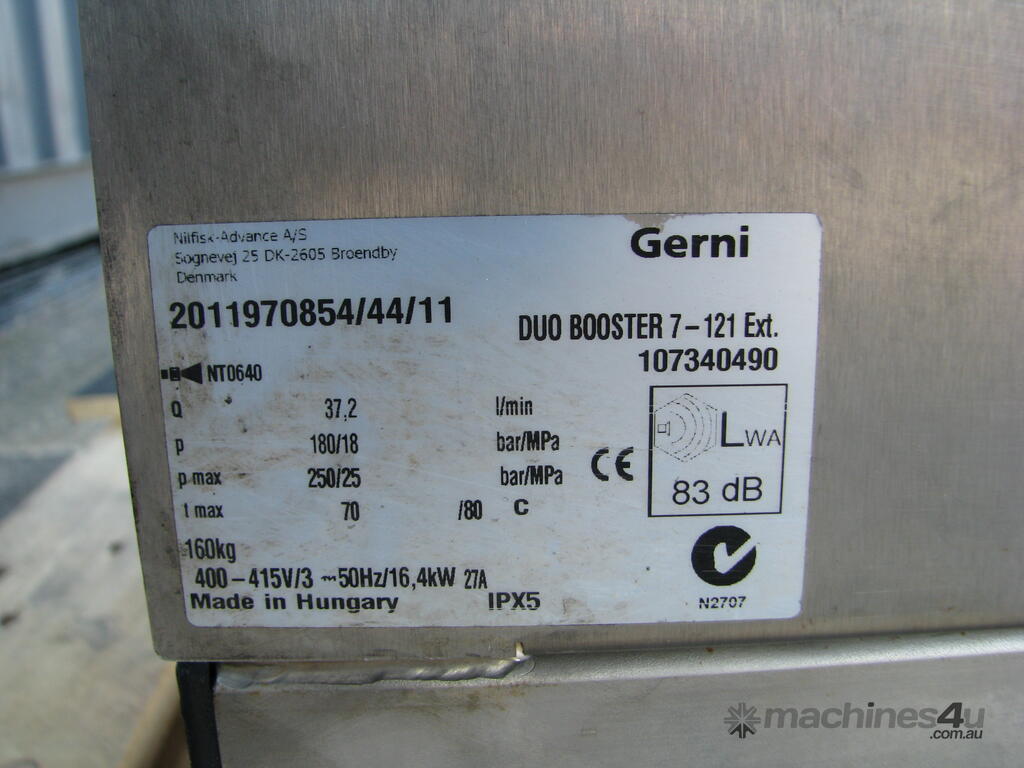 Nilfisk-Advance A/S
Sognevej 25 DK-2605 Broendby
Denmark
Gerni
2011970854/44/11
DUO BOOSTER 7-121 Ext.
107340490
NT0640
Q 37,2 l/min
p 180/18 bar/MPa
p max 250/25 bar/MPa
t max 70 /80 C
CE
LWA
83 dB
160kg
400-415V/3 ~50Hz/16,4kW 27A
Made in Hungary IPX5
N2707
machines4u
.com.au